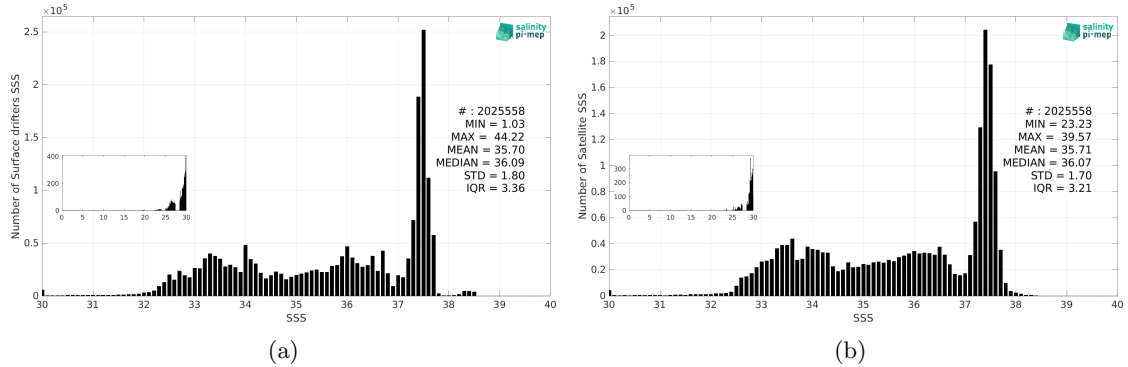 ×10^5
salinity
pi-mep
2.5
2
1.5
1
0.5
0
Number of Surface drifters SSS
# : 2025558
MIN = 1.03
MAX = 44.22
MEAN = 35.70
MEDIAN = 36.09
STD = 1.80
IQR = 3.36
400
200
0
0 5 10 15 20 25 30
30 31 32 33 34 35 36 37 38 39 40
SSS
(a)
×10^5
salinity
pi-mep
2
1.8
1.6
1.4
1.2
1
0.8
0.6
0.4
0.2
0
Number of Satellite SSS
# : 2025558
MIN = 23.23
MAX = 39.57
MEAN = 35.71
MEDIAN = 36.07
STD = 1.70
IQR = 3.21
300
200
100
0
0 5 10 15 20 25 30
30 31 32 33 34 35 36 37 38 39 40
SSS
(b)